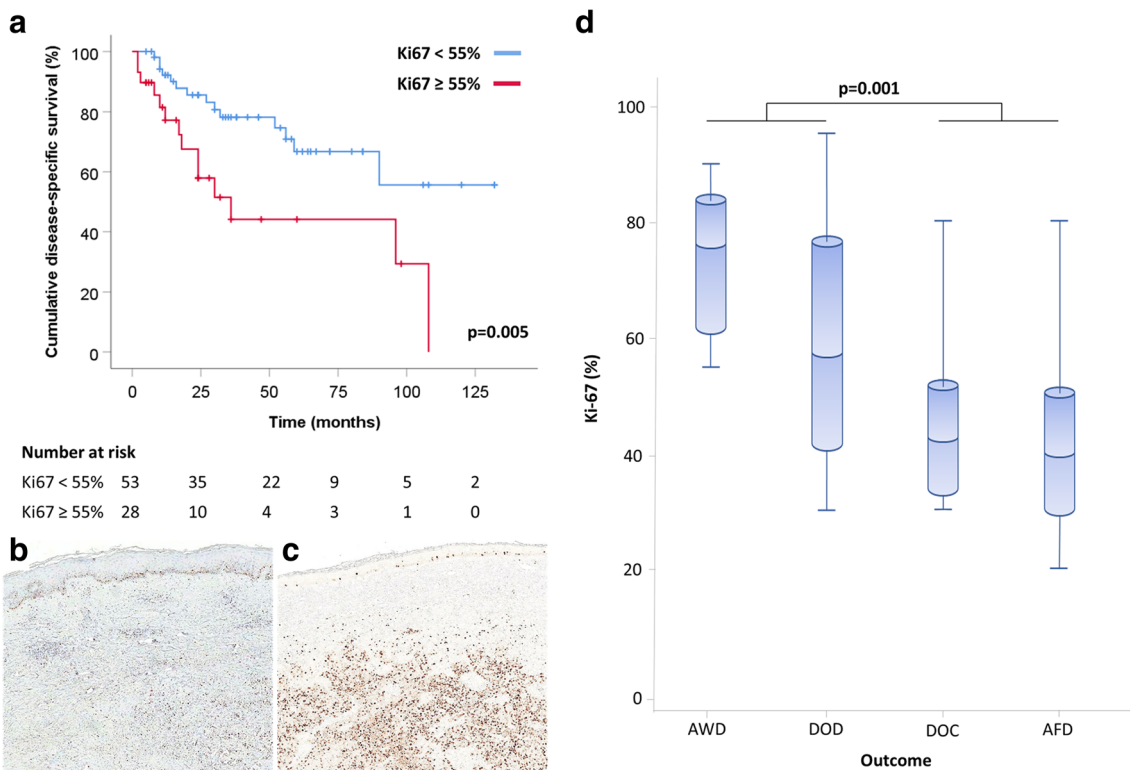 a
Cumulative disease-specific survival (%)
100
80
60
40
20
0
Ki67 < 55%
Ki67 ≥ 55%
p=0.005
0 25 50 75 100 125
Time (months)
Number at risk
Ki67 < 55% 53 35 22 9 5 2
Ki67 ≥ 55% 28 10 4 3 1 0
b
c
d
p=0.001
Ki-67 (%)
100
80
60
40
20
0
AWD DOD DOC AFD
Outcome